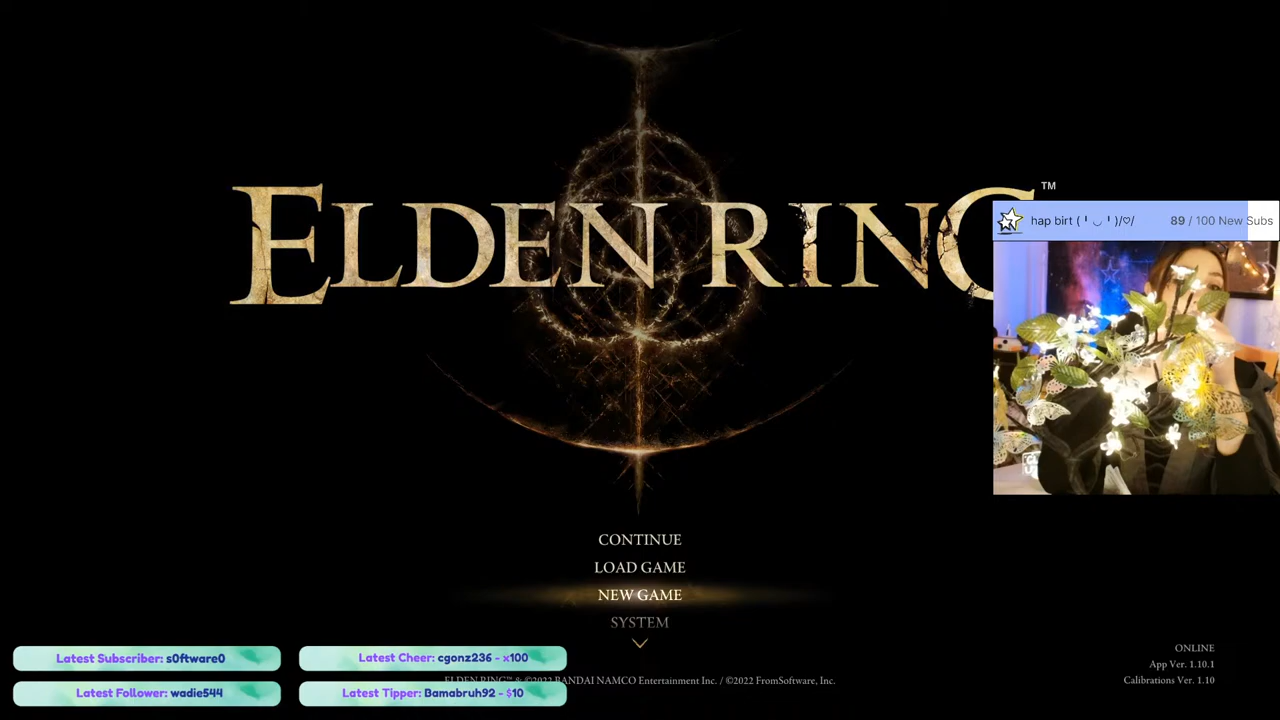 ELDEN RING™
hap birt ( ╹ ◡ ╹ )/♡/ 89 / 100 New Subs
CONTINUE
LOAD GAME
NEW GAME
SYSTEM
Latest Subscriber: s0ftware0
Latest Cheer: cgonz236 - x100
Latest Follower: wadie544
Latest Tipper: Bamabruh92 - $10
ELDEN RING™ & ©2022 BANDAI NAMCO Entertainment Inc. / ©2022 FromSoftware, Inc.
ONLINE
App Ver. 1.10.1
Calibrations Ver. 1.10